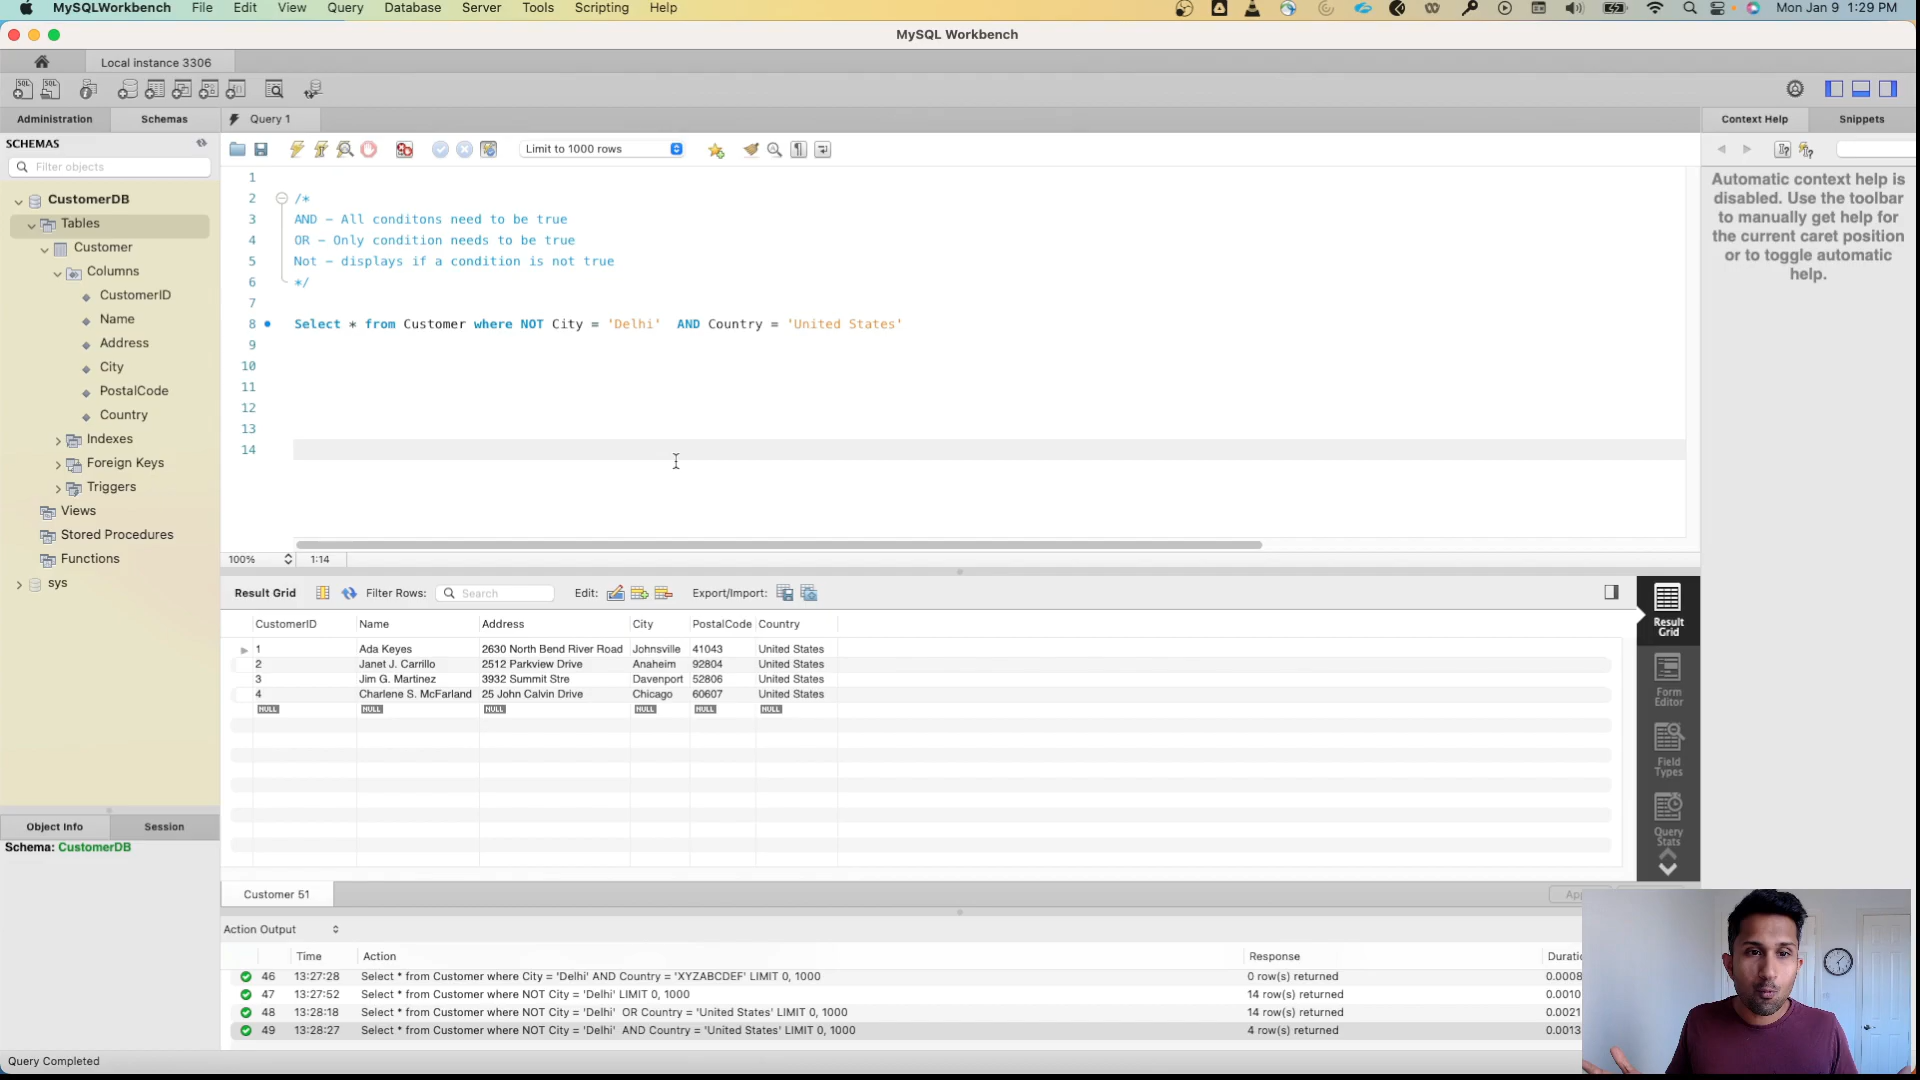 MySQLWorkbench File Edit View Query Database Server Tools Scripting Help Mon Jan 9 1:29 PM
MySQL Workbench
Local instance 3306
Administration Schemas Query 1 Context Help Snippets
SCHEMAS
Filter objects
CustomerDB
Tables
Customer
Columns
CustomerID
Name
Address
City
PostalCode
Country
Indexes
Foreign Keys
Triggers
Views
Stored Procedures
Functions
sys
Object Info Session
Schema: CustomerDB
Limit to 1000 rows
1
2 /*
3 AND – All conditons need to be true
4 OR – Only condition needs to be true
5 Not – displays if a condition is not true
6 */
7
8 Select * from Customer where NOT City = 'Delhi' AND Country = 'United States'
9
10
11
12
13
14
100% 1:14
Automatic context help is
disabled. Use the toolbar
to manually get help for
the current caret position
or to toggle automatic
help.
Result Grid Filter Rows: Search Edit: Export/Import:
CustomerID Name Address City PostalCode Country
1 Ada Keyes 2630 North Bend River Road Johnsville 41043 United States
2 Janet J. Carrillo 2512 Parkview Drive Anaheim 92804 United States
3 Jim G. Martinez 3932 Summit Stre Davenport 52806 United States
4 Charlene S. McFarland 25 John Calvin Drive Chicago 60607 United States
NULL NULL NULL NULL NULL NULL
Result
Grid
Form
Editor
Field
Types
Query
Stats
Customer 51
Action Output
Time Action Response
46 13:27:28 Select * from Customer where City = 'Delhi' AND Country = 'XYZABCDEF' LIMIT 0, 1000 0 row(s) returned 0.0008
47 13:27:52 Select * from Customer where NOT City = 'Delhi' LIMIT 0, 1000 14 row(s) returned 0.0010
48 13:28:18 Select * from Customer where NOT City = 'Delhi' OR Country = 'United States' LIMIT 0, 1000 14 row(s) returned 0.0021
49 13:28:27 Select * from Customer where NOT City = 'Delhi' AND Country = 'United States' LIMIT 0, 1000 4 row(s) returned 0.0013
Query Completed